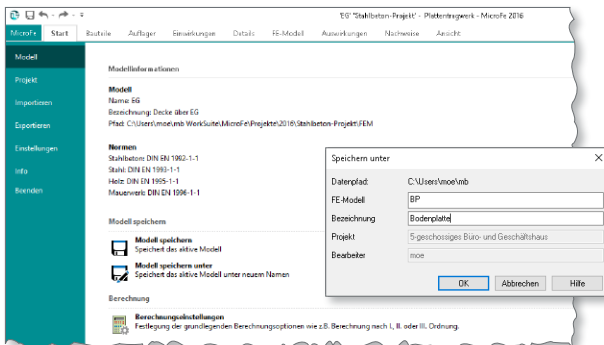 'EG' 'Stahlbeton-Projekt' - Plattentragwerk - MicroFe 2016
MicroFe Start Bauteile Auflager Einwirkungen Details FE-Modell Auswirkungen Nachweise Ansicht
Modell
Projekt
Importieren
Exportieren
Einstellungen
Info
Beenden
Modellinformationen
Modell
Name: EG
Bezeichnung: Decke über EG
Pfad: C:\Users\moe\mb WorkSuite\MicroFe\Projekte\2016\Stahlbeton-Projekt\FEM
Normen
Stahlbeton: DIN EN 1992-1-1
Stahl: DIN EN 1993-1-1
Holz: DIN EN 1995-1-1
Mauerwerk: DIN EN 1996-1-1
Modell speichern
Modell speichern
Speichert das aktive Modell
Modell speichern unter
Speichert das aktive Modell unter neuem Namen
Berechnung
Berechnungseinstellungen
Festlegung der grundlegenden Berechnungsoptionen wie z.B. Berechnung nach I, II. oder III. Ordnung.
Speichern unter
Datenpfad: C:\Users\moe\mb
FE-Modell BP
Bezeichnung Bodenplatte
Projekt 5-geschossiges Büro- und Geschäftshaus
Bearbeiter moe
OK Abbrechen Hilfe